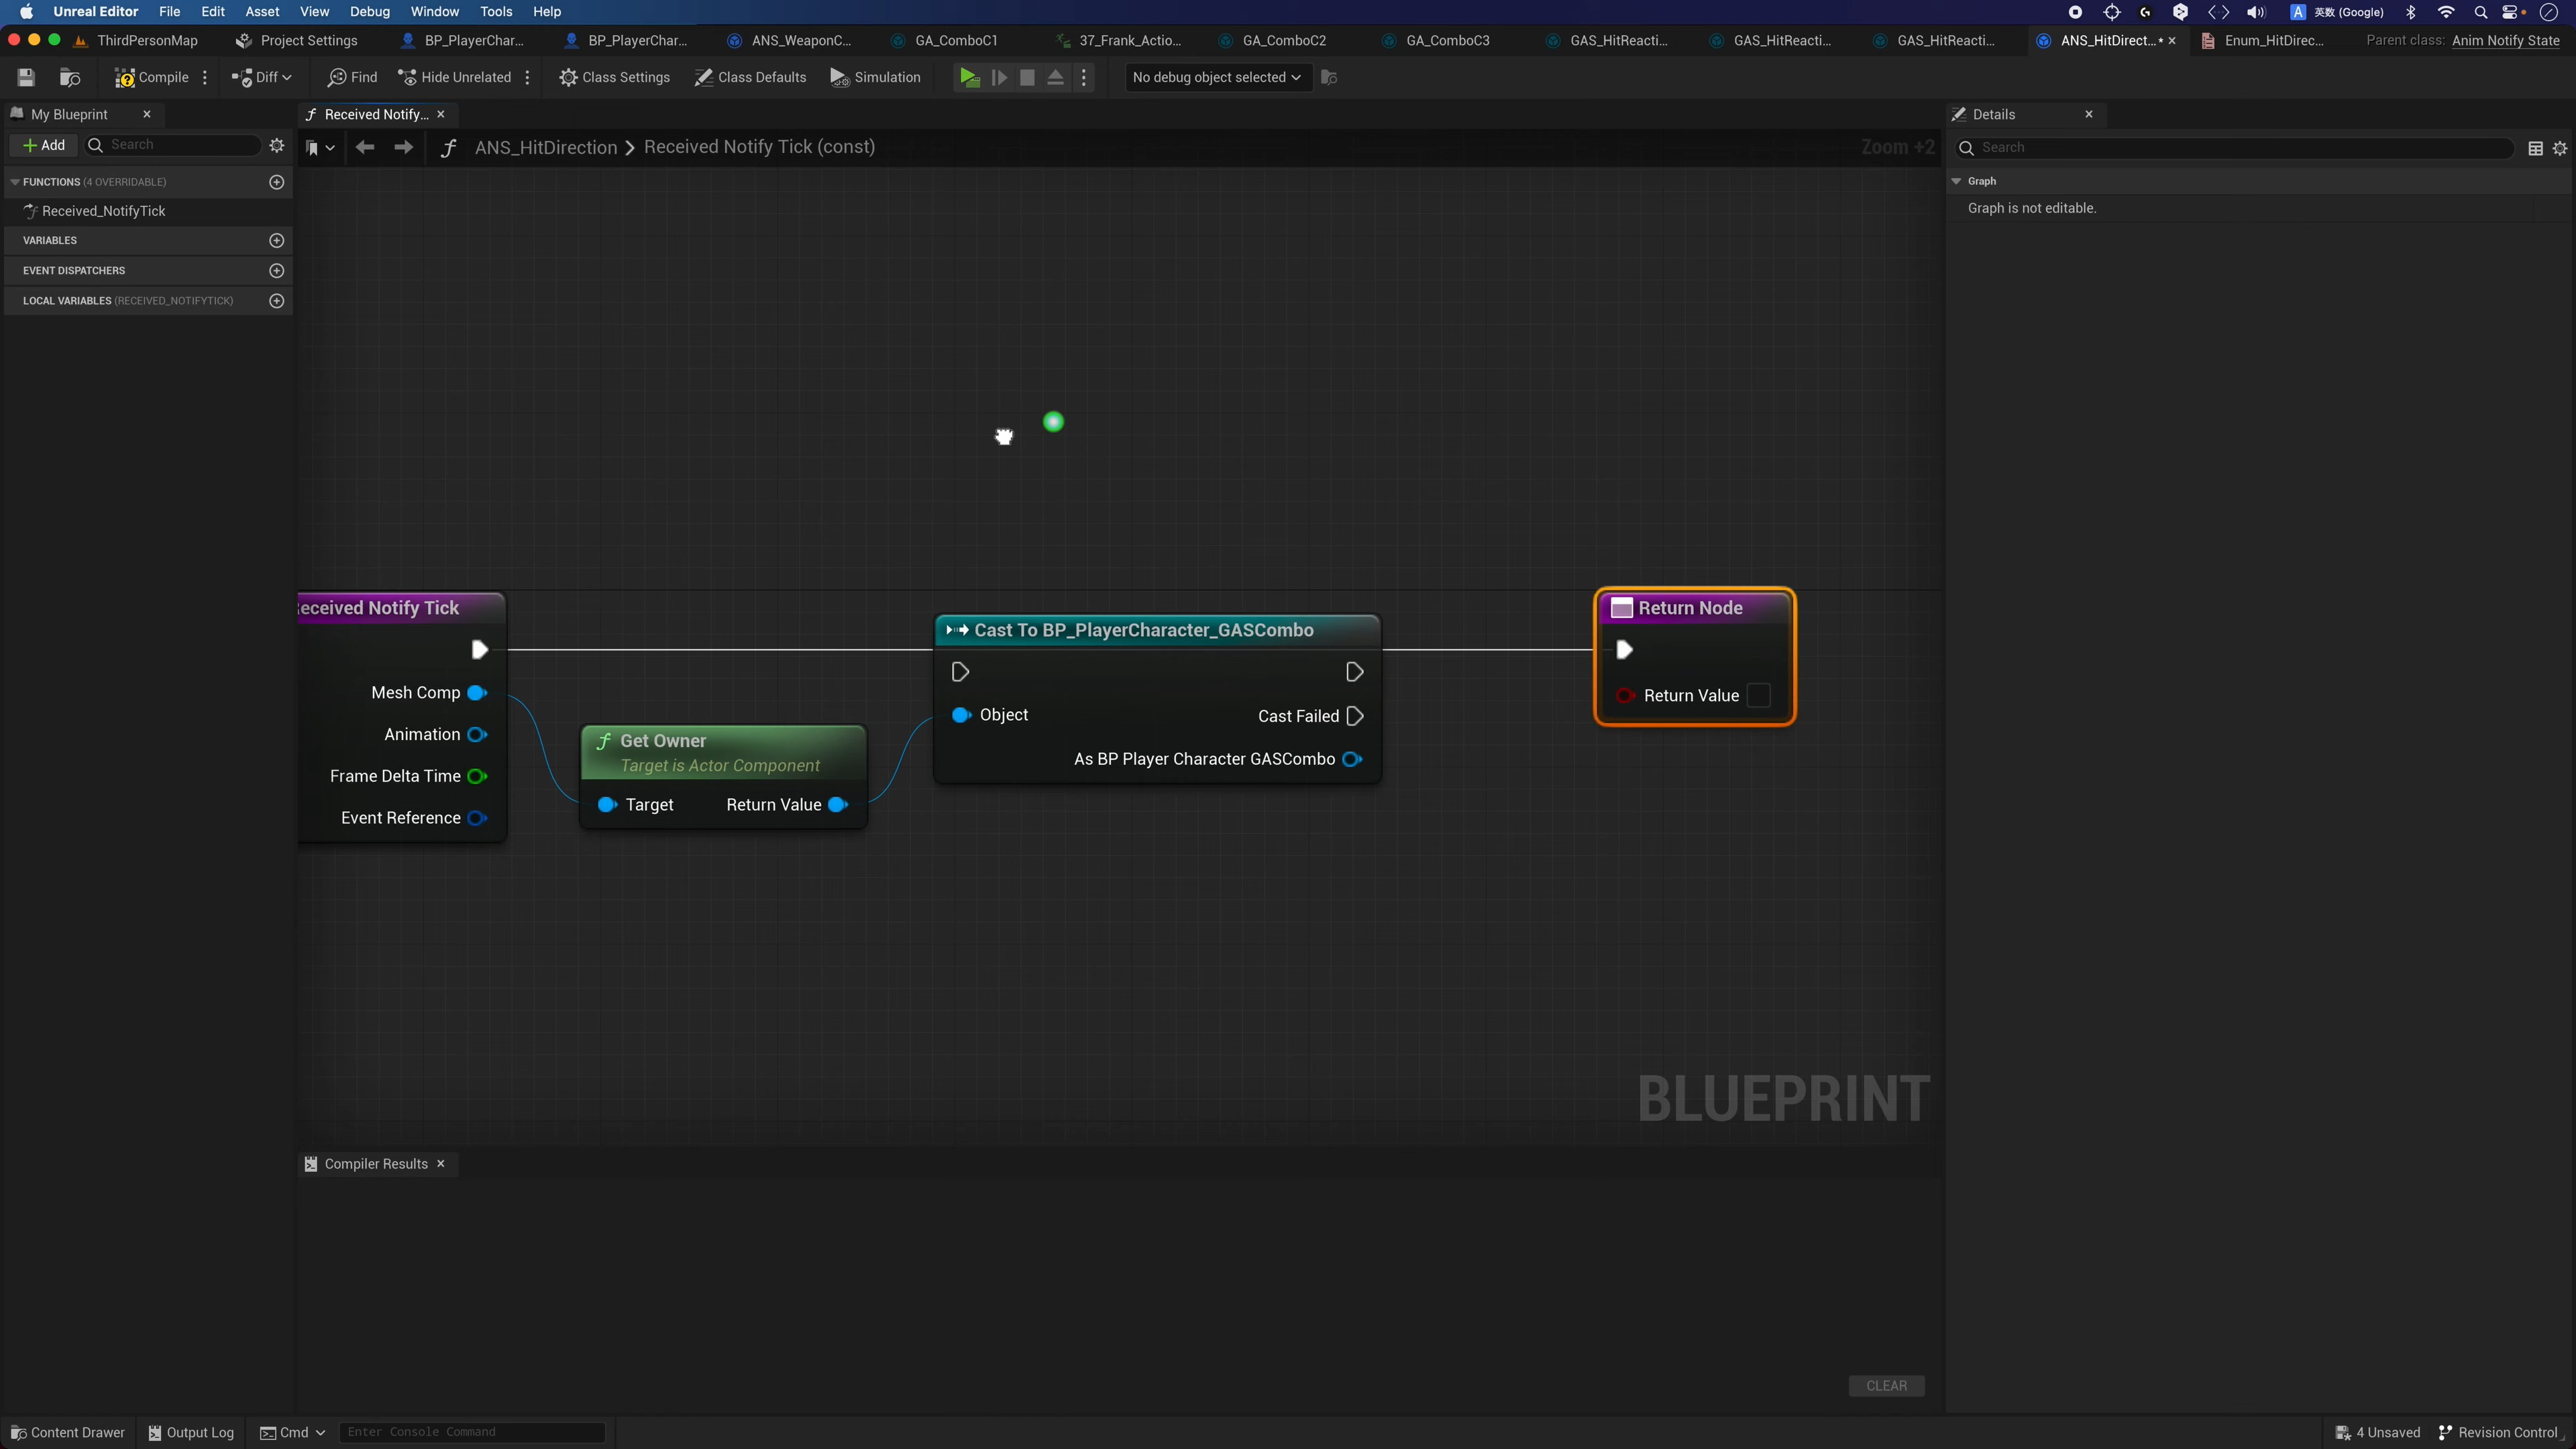 Unreal Editor File Edit Asset View Debug Window Tools Help A 英数 (Google)
ThirdPersonMap Project Settings BP_PlayerChar... BP_PlayerChar... ANS_WeaponC... GA_ComboC1 37_Frank_Actio... GA_ComboC2 GA_ComboC3 GAS_HitReacti... GAS_HitReacti... GAS_HitReacti... ANS_HitDirect...* Enum_HitDirec... Parent class: Anim Notify State
Compile Diff Find Hide Unrelated Class Settings Class Defaults Simulation No debug object selected
My Blueprint
Received Notify...
Details
Add Search
ANS_HitDirection > Received Notify Tick (const)
Zoom +2
Search
FUNCTIONS (4 OVERRIDABLE)
Graph
Received_NotifyTick
Graph is not editable.
VARIABLES
EVENT DISPATCHERS
LOCAL VARIABLES (RECEIVED_NOTIFYTICK)
eceived Notify Tick
Mesh Comp
Animation
Frame Delta Time
Event Reference
Get Owner
Target is Actor Component
Target Return Value
Cast To BP_PlayerCharacter_GASCombo
Object
Cast Failed
As BP Player Character GASCombo
Return Node
Return Value
BLUEPRINT
Compiler Results
CLEAR
Content Drawer Output Log Cmd Enter Console Command 4 Unsaved Revision Control